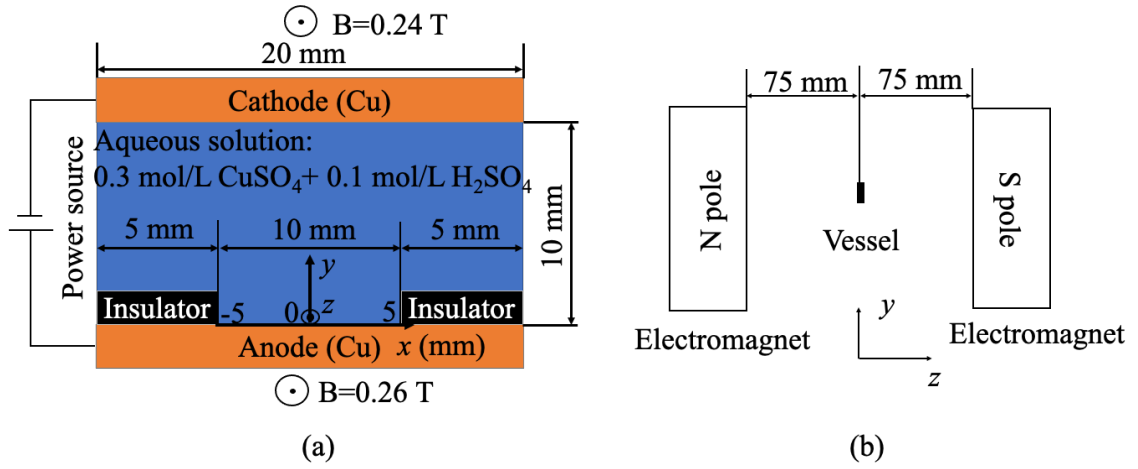 ⊙ B=0.24 T
20 mm
Cathode (Cu)
Power source
Aqueous solution:
0.3 mol/L CuSO₄+ 0.1 mol/L H₂SO₄
5 mm
10 mm
5 mm
10 mm
y
Insulator
-5
0
z
5
Insulator
Anode (Cu)
x (mm)
⊙ B=0.26 T
(a)
75 mm
75 mm
N pole
S pole
Vessel
Electromagnet
Electromagnet
y
z
(b)